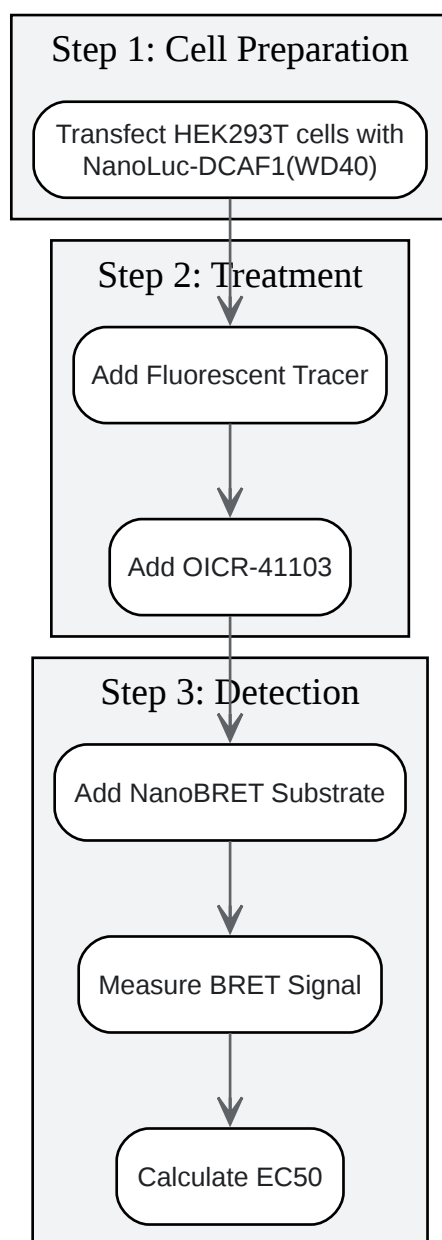 Step 1: Cell Preparation
Transfect HEK293T cells with
NanoLuc-DCAF1(WD40)
Step 2: Treatment
Add Fluorescent Tracer
Add OICR-41103
Step 3: Detection
Add NanoBRET Substrate
Measure BRET Signal
Calculate EC50